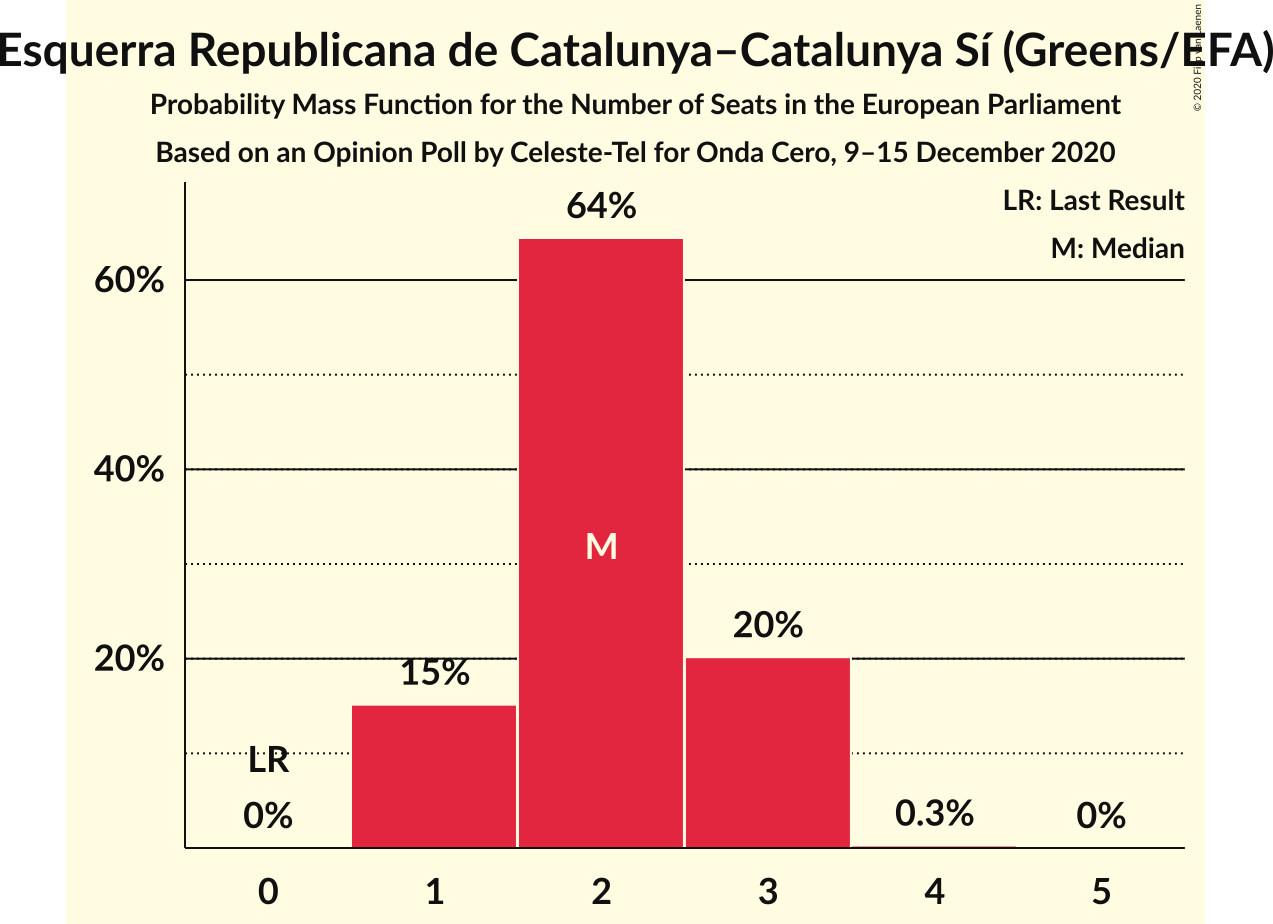 Esquerra Republicana de Catalunya–Catalunya Sí (Greens/EFA)
Probability Mass Function for the Number of Seats in the European Parliament
Based on an Opinion Poll by Celeste-Tel for Onda Cero, 9–15 December 2020
© 2020
LR: Last Result
M: Median
64%
60%
40%
M
20%
20%
15%
LR
0%
0.3%
0%
0 1 2 3 4 5